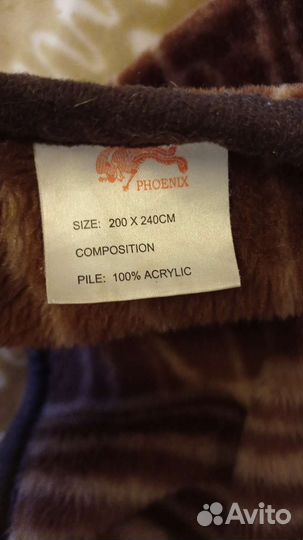 PHOENIX
SIZE: 200 X 240CM
COMPOSITION
PILE: 100% ACRYLIC
Avito